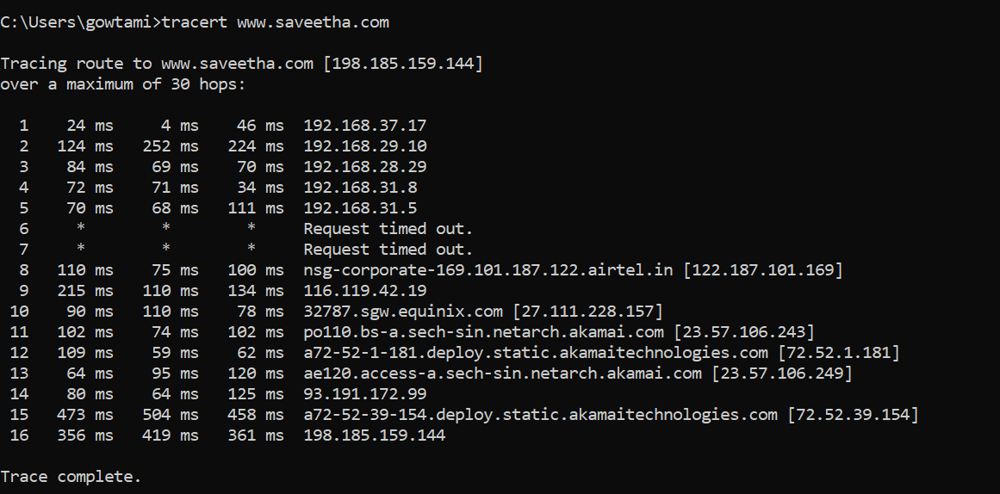 C:\Users\gowtami>tracert www.saveetha.com
Tracing route to www.saveetha.com [198.185.159.144]
over a maximum of 30 hops:
1 24 ms 4 ms 46 ms 192.168.37.17
2 124 ms 252 ms 224 ms 192.168.29.10
3 84 ms 69 ms 70 ms 192.168.28.29
4 72 ms 71 ms 34 ms 192.168.31.8
5 70 ms 68 ms 111 ms 192.168.31.5
6 * * * Request timed out.
7 * * * Request timed out.
8 110 ms 75 ms 100 ms nsg-corporate-169.101.187.122.airtel.in [122.187.101.169]
9 215 ms 110 ms 134 ms 116.119.42.19
10 90 ms 110 ms 78 ms 32787.sgw.equinix.com [27.111.228.157]
11 102 ms 74 ms 102 ms po110.bs-a.sech-sin.netarch.akamai.com [23.57.106.243]
12 109 ms 59 ms 62 ms a72-52-1-181.deploy.static.akamaitechnologies.com [72.52.1.181]
13 64 ms 95 ms 120 ms ae120.access-a.sech-sin.netarch.akamai.com [23.57.106.249]
14 80 ms 64 ms 125 ms 93.191.172.99
15 473 ms 504 ms 458 ms a72-52-39-154.deploy.static.akamaitechnologies.com [72.52.39.154]
16 356 ms 419 ms 361 ms 198.185.159.144
Trace complete.